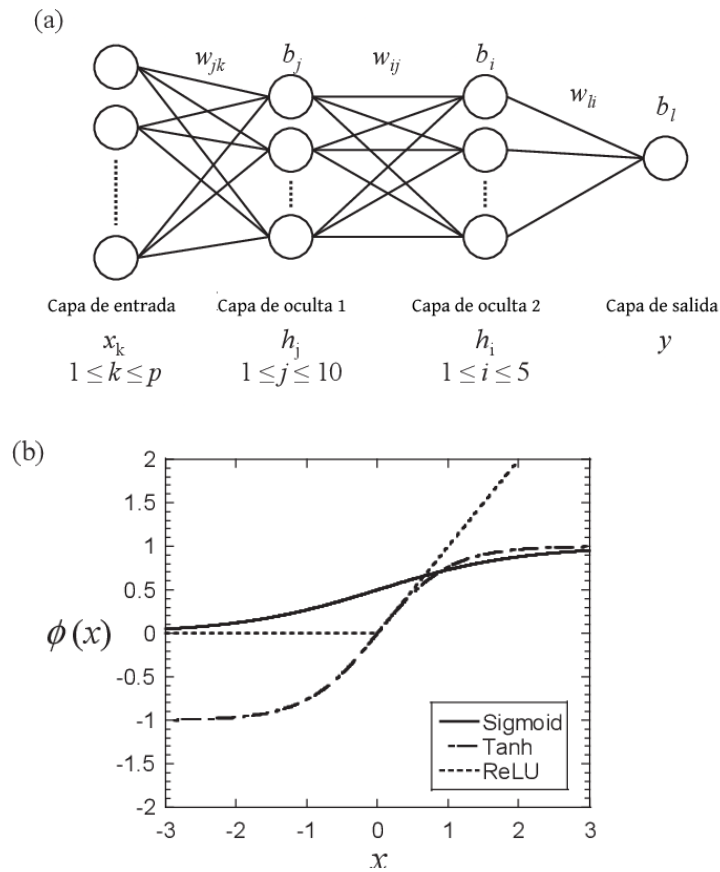 (a)
w_jk b_j w_ij b_i w_li b_l
Capa de entrada Capa de oculta 1 Capa de oculta 2 Capa de salida
x_k h_j h_i y
1 ≤ k ≤ p 1 ≤ j ≤ 10 1 ≤ i ≤ 5
(b)
2
1.5
1
0.5
0
-0.5
-1
-1.5
-2
ϕ(x)
Sigmoid
Tanh
ReLU
-3 -2 -1 0 1 2 3
x